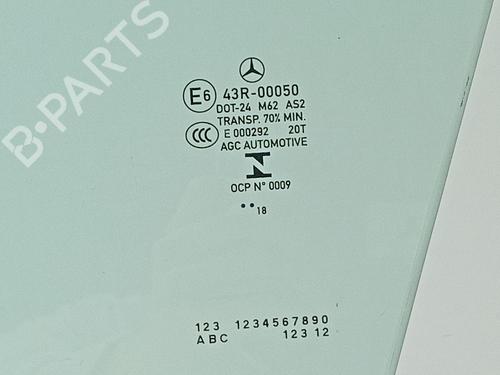 E6 43R-00050
DOT-24 M62 AS2
TRANSP. 70% MIN.
CCC E 000292 20T
AGC AUTOMOTIVE
N
OCP N° 0009
•• 18
123 1234567890
ABC 123 12
B-PARTS